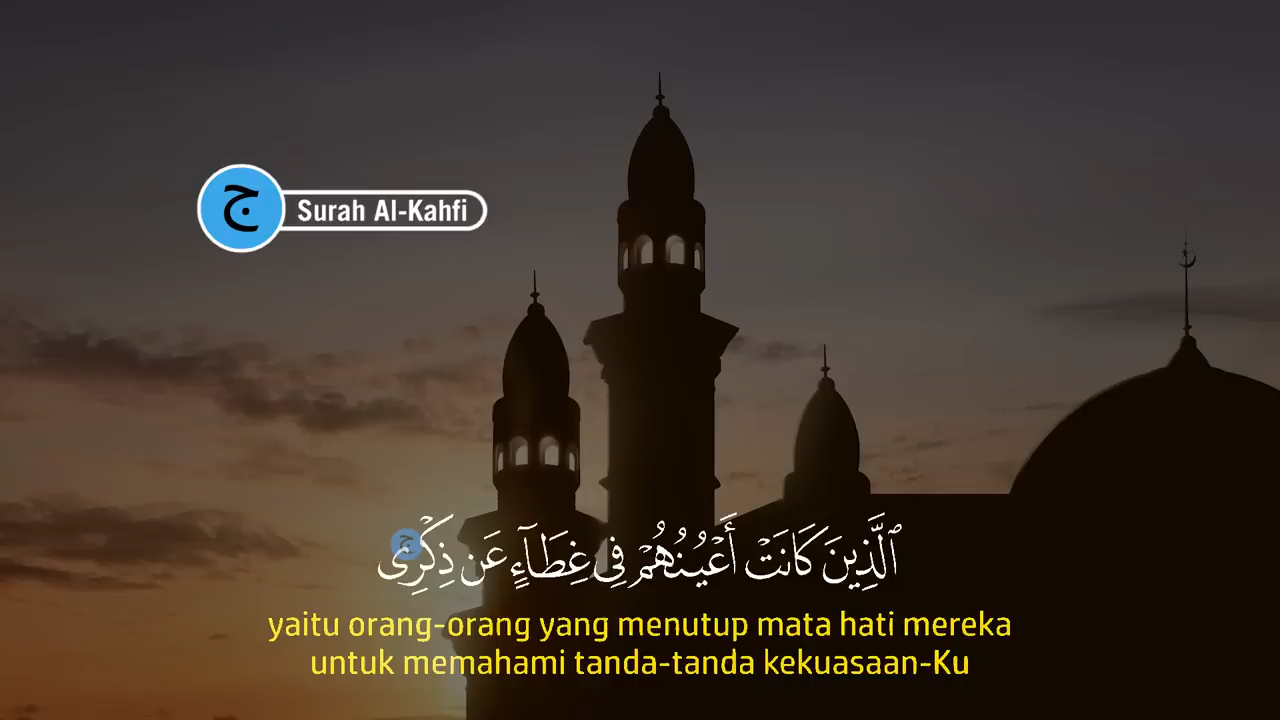 ج
Surah Al-Kahfi
ٱلَّذِينَ كَانَتْ أَعْيُنُهُمْ فِى غِطَآءٍ عَن ذِكْرِى
ج
yaitu orang-orang yang menutup mata hati mereka
untuk memahami tanda-tanda kekuasaan-Ku